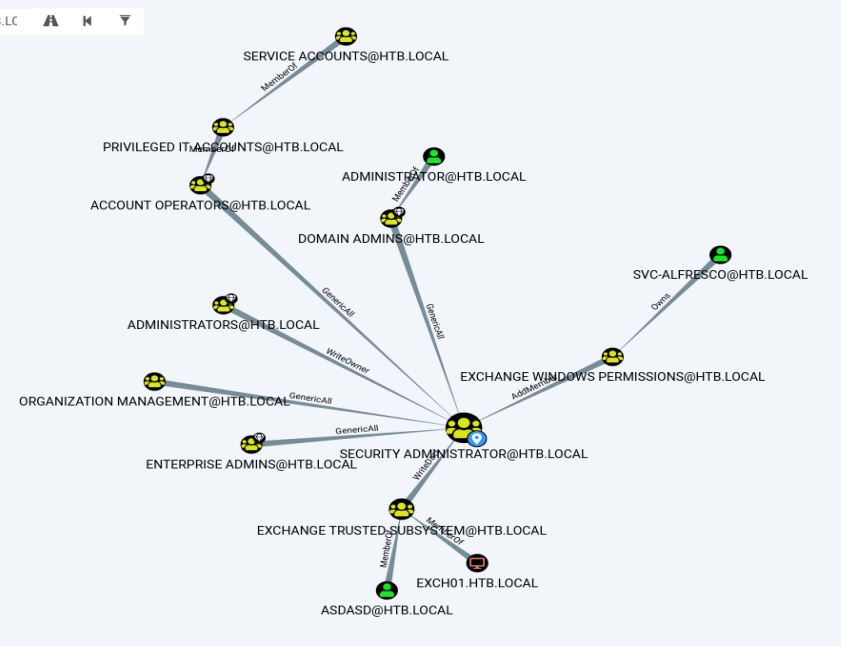 SERVICE ACCOUNTS@HTB.LOCAL
MemberOf
PRIVILEGED IT ACCOUNTS@HTB.LOCAL
MemberOf
ADMINISTRATOR@HTB.LOCAL
MemberOf
ACCOUNT OPERATORS@HTB.LOCAL
DOMAIN ADMINS@HTB.LOCAL
SVC-ALFRESCO@HTB.LOCAL
Owns
GenericAll
GenericAll
ADMINISTRATORS@HTB.LOCAL
WriteOwner
EXCHANGE WINDOWS PERMISSIONS@HTB.LOCAL
AddMember
ORGANIZATION MANAGEMENT@HTB.LOCAL
GenericAll
GenericAll
SECURITY ADMINISTRATOR@HTB.LOCAL
ENTERPRISE ADMINS@HTB.LOCAL
EXCHANGE TRUSTED SUBSYSTEM@HTB.LOCAL
MemberOf
MemberOf
EXCH01.HTB.LOCAL
ASDASD@HTB.LOCAL